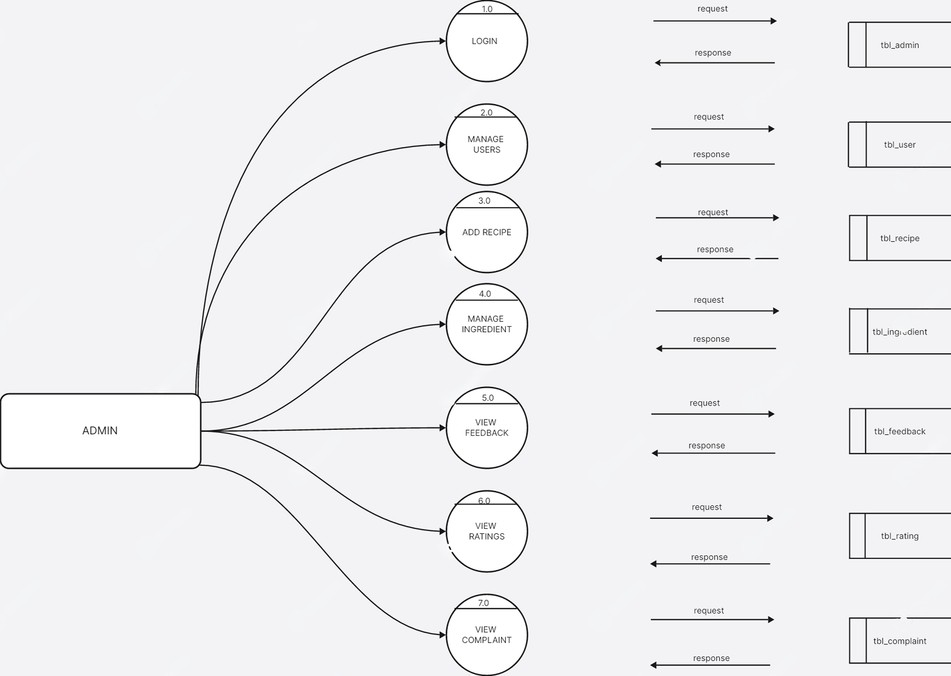 1.0
LOGIN
request
response
tbl_admin
2.0
MANAGE
USERS
request
response
tbl_user
3.0
ADD RECIPE
request
response
tbl_recipe
4.0
MANAGE
INGREDIENT
request
response
tbl_ingredient
ADMIN
5.0
VIEW
FEEDBACK
request
response
tbl_feedback
6.0
VIEW
RATINGS
request
response
tbl_rating
7.0
VIEW
COMPLAINT
request
response
tbl_complaint